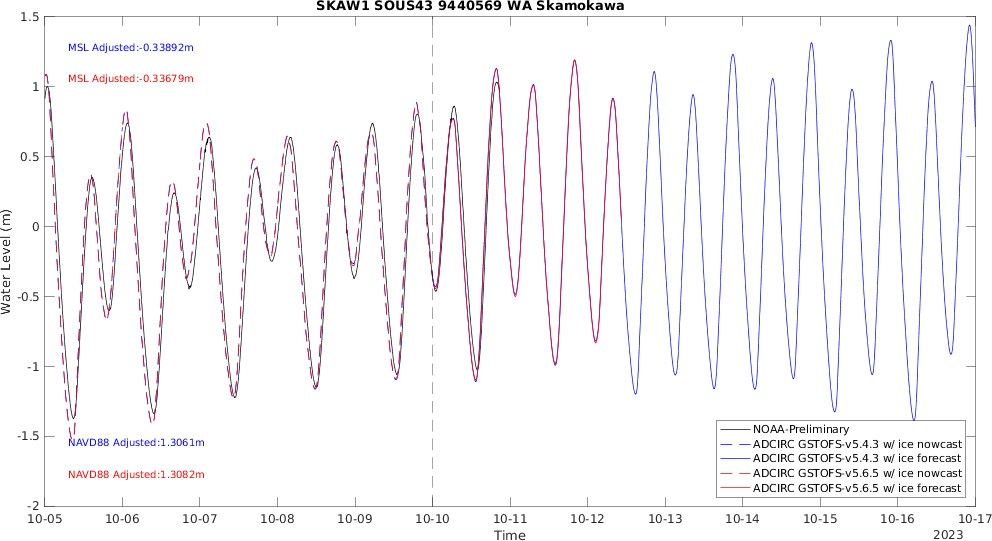 SKAW1 SOUS43 9440569 WA Skamokawa
1.5
MSL Adjusted:-0.33892m
MSL Adjusted:-0.33679m
1
0.5
0
-0.5
-1
-1.5
-2
Water Level (m)
NAVD88 Adjusted:1.3061m
NAVD88 Adjusted:1.3082m
NOAA-Preliminary
ADCIRC GSTOFS-v5.4.3 w/ ice nowcast
ADCIRC GSTOFS-v5.4.3 w/ ice forecast
ADCIRC GSTOFS-v5.6.5 w/ ice nowcast
ADCIRC GSTOFS-v5.6.5 w/ ice forecast
10-05 10-06 10-07 10-08 10-09 10-10 10-11 10-12 10-13 10-14 10-15 10-16 10-17
Time
2023